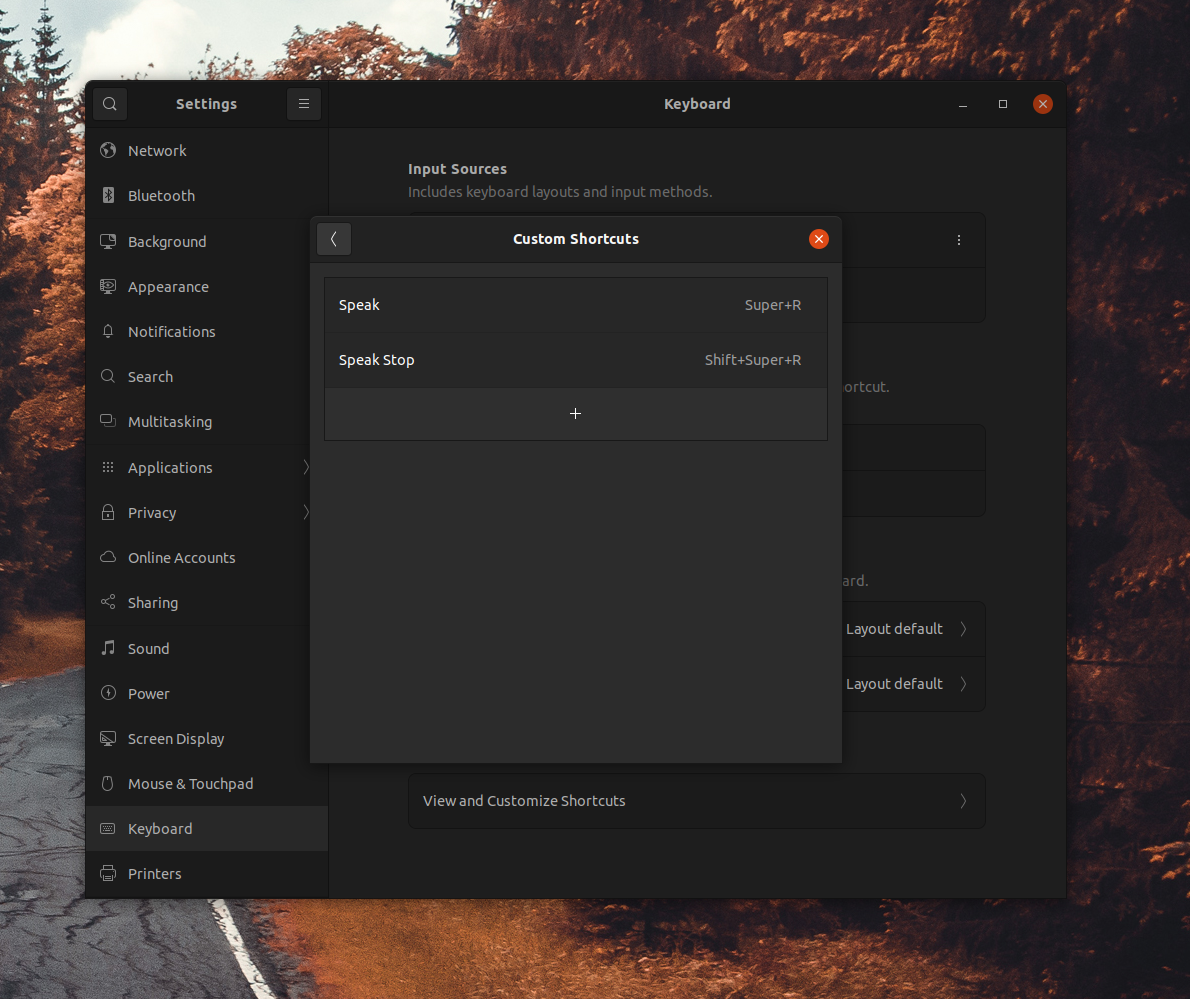 Settings
Keyboard
Network
Bluetooth
Background
Appearance
Notifications
Search
Multitasking
Applications
Privacy
Online Accounts
Sharing
Sound
Power
Screen Display
Mouse & Touchpad
Keyboard
Printers
Input Sources
Includes keyboard layouts and input methods.
Custom Shortcuts
Speak Super+R
Speak Stop Shift+Super+R
+
Layout default
Layout default
View and Customize Shortcuts